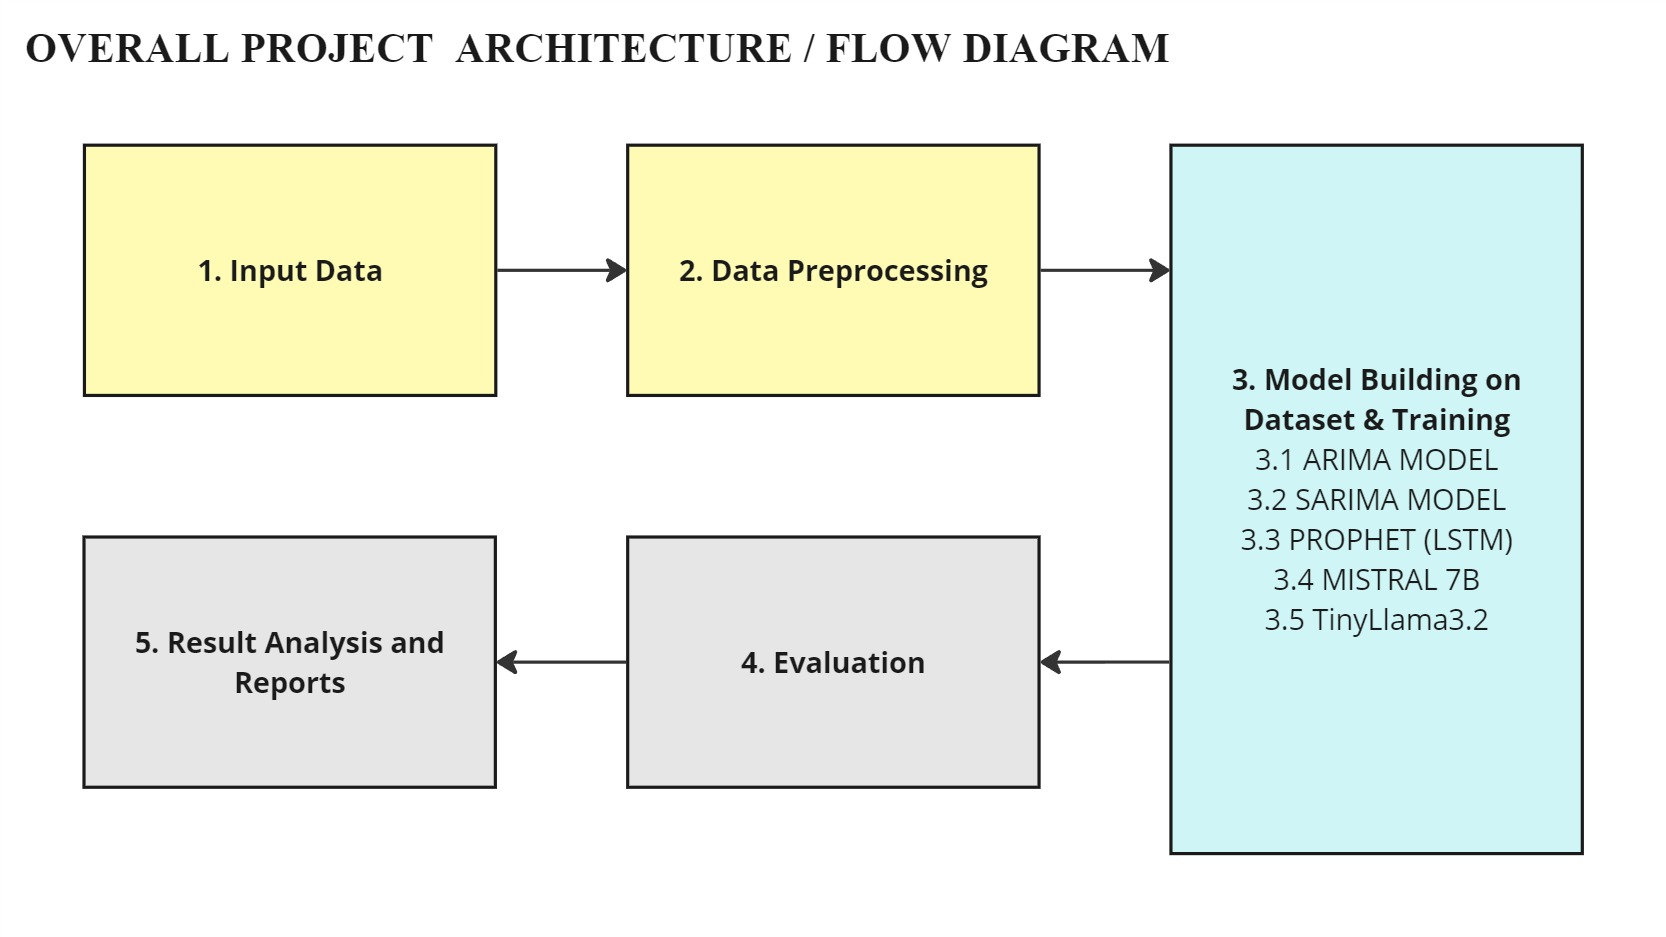 OVERALL PROJECT ARCHITECTURE / FLOW DIAGRAM
1. Input Data
2. Data Preprocessing
3. Model Building on
Dataset & Training
3.1 ARIMA MODEL
3.2 SARIMA MODEL
3.3 PROPHET (LSTM)
3.4 MISTRAL 7B
3.5 TinyLlama3.2
4. Evaluation
5. Result Analysis and
Reports